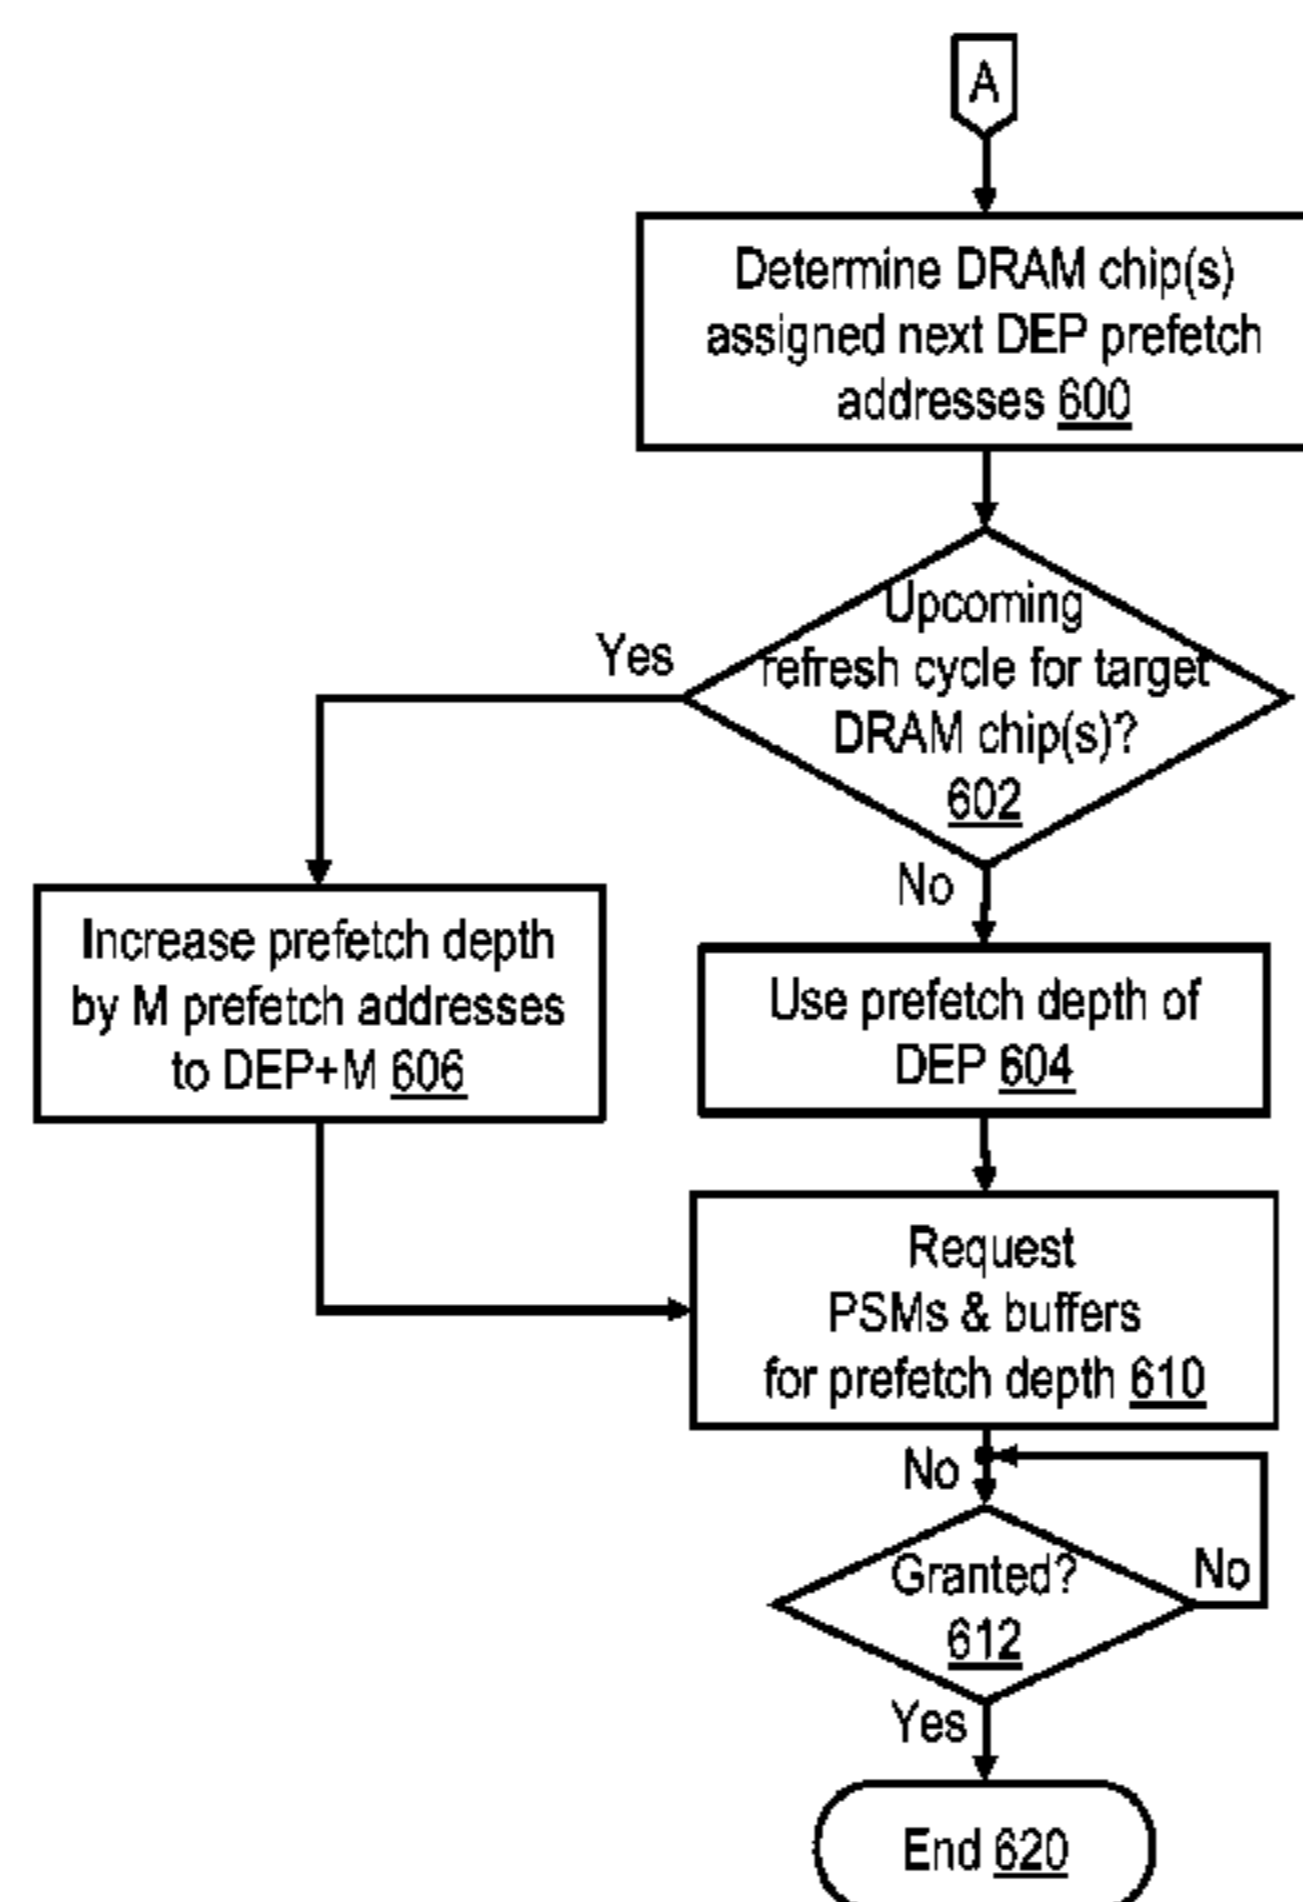 A
Determine DRAM chip(s)
assigned next DEP prefetch
addresses 600
Upcoming
refresh cycle for target
DRAM chip(s)?
602
Yes
No
Increase prefetch depth
by M prefetch addresses
to DEP+M 606
Use prefetch depth of
DEP 604
Request
PSMs & buffers
for prefetch depth 610
No
Granted?
612
No
Yes
End 620